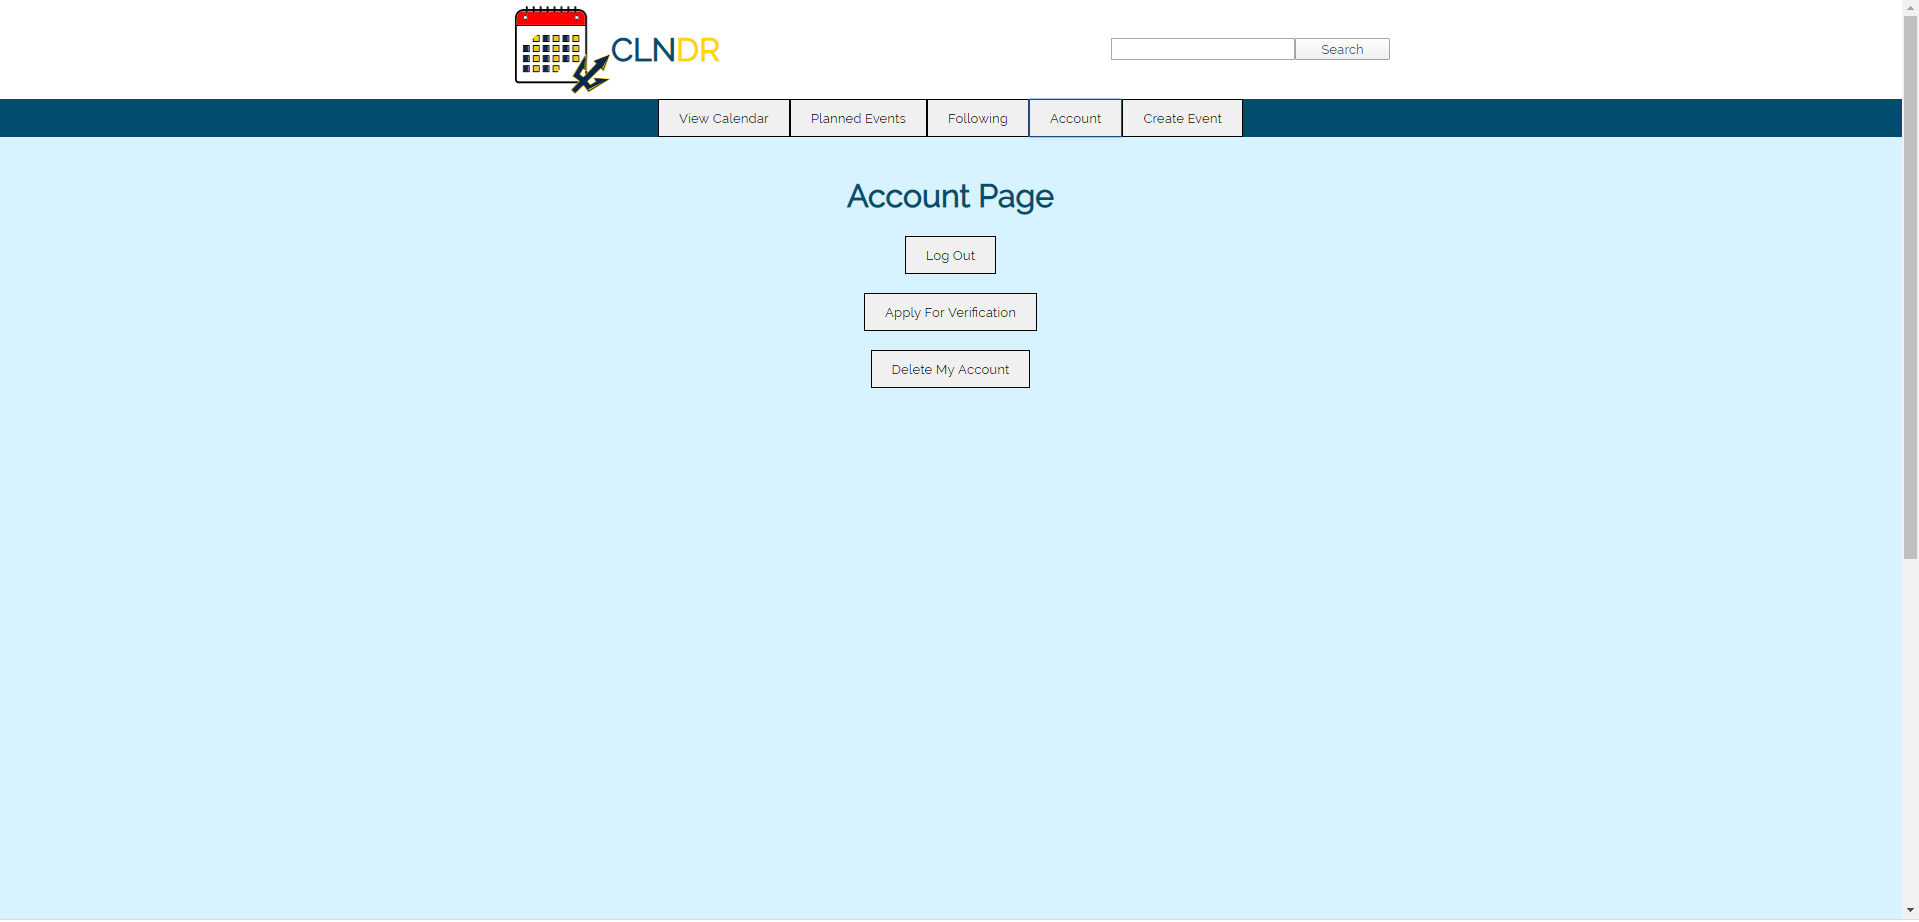 CLNDR
Search
View Calendar Planned Events Following Account Create Event
Account Page
Log Out
Apply For Verification
Delete My Account